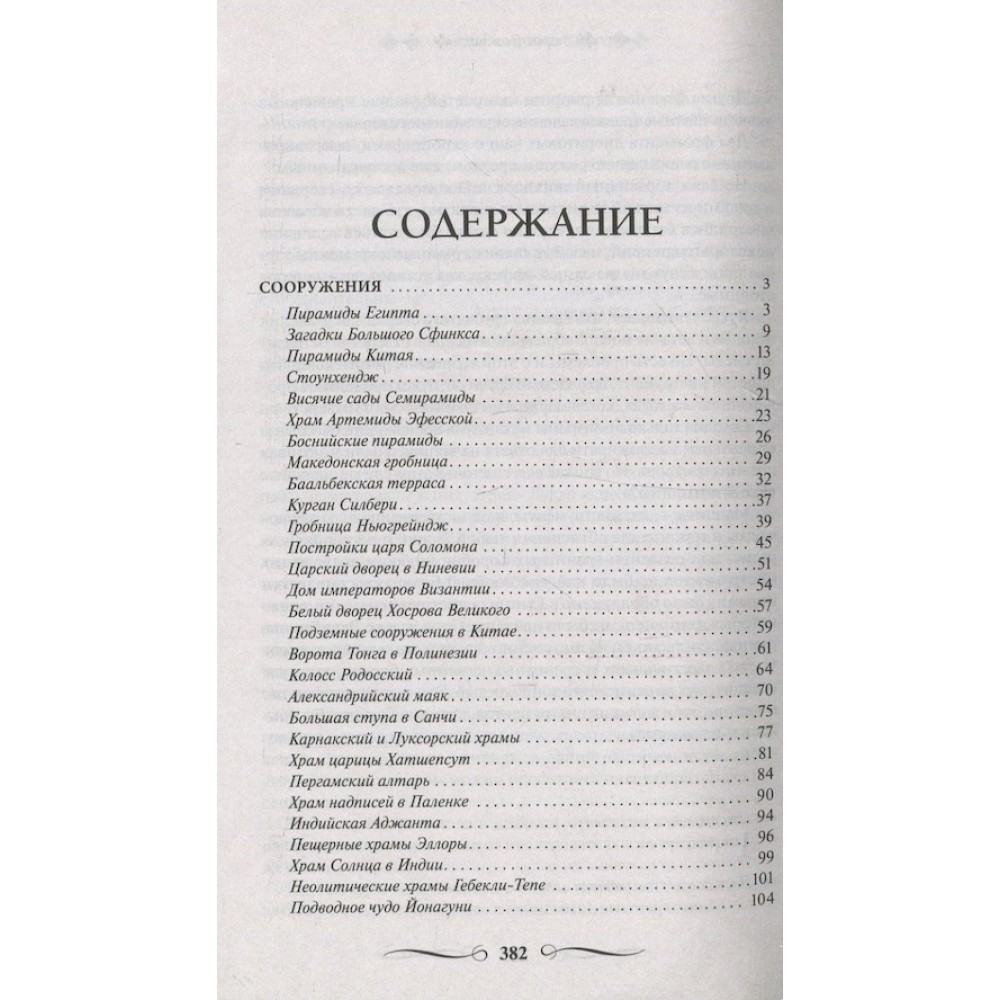 СОДЕРЖАНИЕ
СООРУЖЕНИЯ . . . . . . . . . . . . . . . . . . . . . . . . . . . . . . . . . 3
Пирамиды Египта . . . . . . . . . . . . . . . . . . . . . . . . . . . . . 3
Загадки Большого Сфинкса . . . . . . . . . . . . . . . . . . . . . . . . 9
Пирамиды Китая . . . . . . . . . . . . . . . . . . . . . . . . . . . . . 13
Стоунхендж . . . . . . . . . . . . . . . . . . . . . . . . . . . . . . . 19
Висячие сады Семирамиды . . . . . . . . . . . . . . . . . . . . . . . . 21
Храм Артемиды Эфесской . . . . . . . . . . . . . . . . . . . . . . . . 23
Боснийские пирамиды . . . . . . . . . . . . . . . . . . . . . . . . . . 26
Македонская гробница . . . . . . . . . . . . . . . . . . . . . . . . . . 29
Баальбекская терраса . . . . . . . . . . . . . . . . . . . . . . . . . . 32
Курган Силбери . . . . . . . . . . . . . . . . . . . . . . . . . . . . . 37
Гробница Ньюгрейндж . . . . . . . . . . . . . . . . . . . . . . . . . . 39
Постройки царя Соломона . . . . . . . . . . . . . . . . . . . . . . . . 45
Царский дворец в Ниневии . . . . . . . . . . . . . . . . . . . . . . . . 51
Дом императоров Византии . . . . . . . . . . . . . . . . . . . . . . . 54
Белый дворец Хосрова Великого . . . . . . . . . . . . . . . . . . . . . 57
Подземные сооружения в Китае . . . . . . . . . . . . . . . . . . . . . 59
Ворота Тонга в Полинезии . . . . . . . . . . . . . . . . . . . . . . . . 61
Колосс Родосский . . . . . . . . . . . . . . . . . . . . . . . . . . . . 64
Александрийский маяк . . . . . . . . . . . . . . . . . . . . . . . . . . 70
Большая ступа в Санчи . . . . . . . . . . . . . . . . . . . . . . . . . 75
Карнакский и Луксорский храмы . . . . . . . . . . . . . . . . . . . . . 77
Храм царицы Хатшепсут . . . . . . . . . . . . . . . . . . . . . . . . . 81
Пергамский алтарь . . . . . . . . . . . . . . . . . . . . . . . . . . . 84
Храм надписей в Паленке . . . . . . . . . . . . . . . . . . . . . . . . 90
Индийская Аджанта . . . . . . . . . . . . . . . . . . . . . . . . . . . 94
Пещерные храмы Эллоры . . . . . . . . . . . . . . . . . . . . . . . . . 96
Храм Солнца в Индии . . . . . . . . . . . . . . . . . . . . . . . . . . 99
Неолитические храмы Гебекли-Тепе . . . . . . . . . . . . . . . . . . . 101
Подводное чудо Йонагуни . . . . . . . . . . . . . . . . . . . . . . . . 104
382